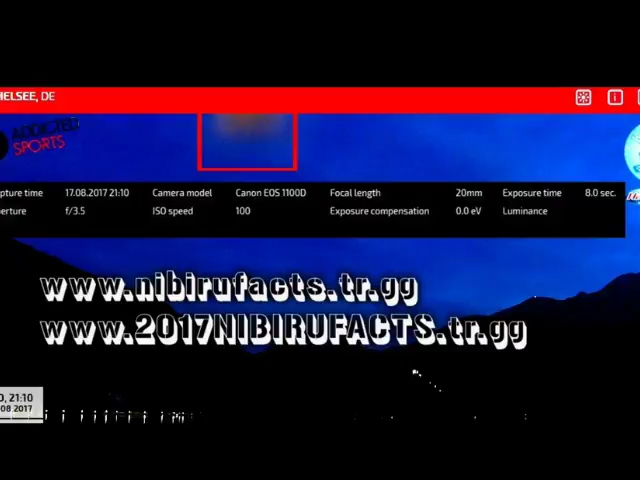 HELSEE, DE
ADDICTED
SPORTS
pture time 17.08.2017 21:10 Camera model Canon EOS 1100D Focal length 20mm Exposure time 8.0 sec.
erture f/3.5 ISO speed 100 Exposure compensation 0.0 eV Luminance
www.nibirufacts.tr.gg
www.2017NIBIRUFACTS.tr.gg
, 21:10
08.2017